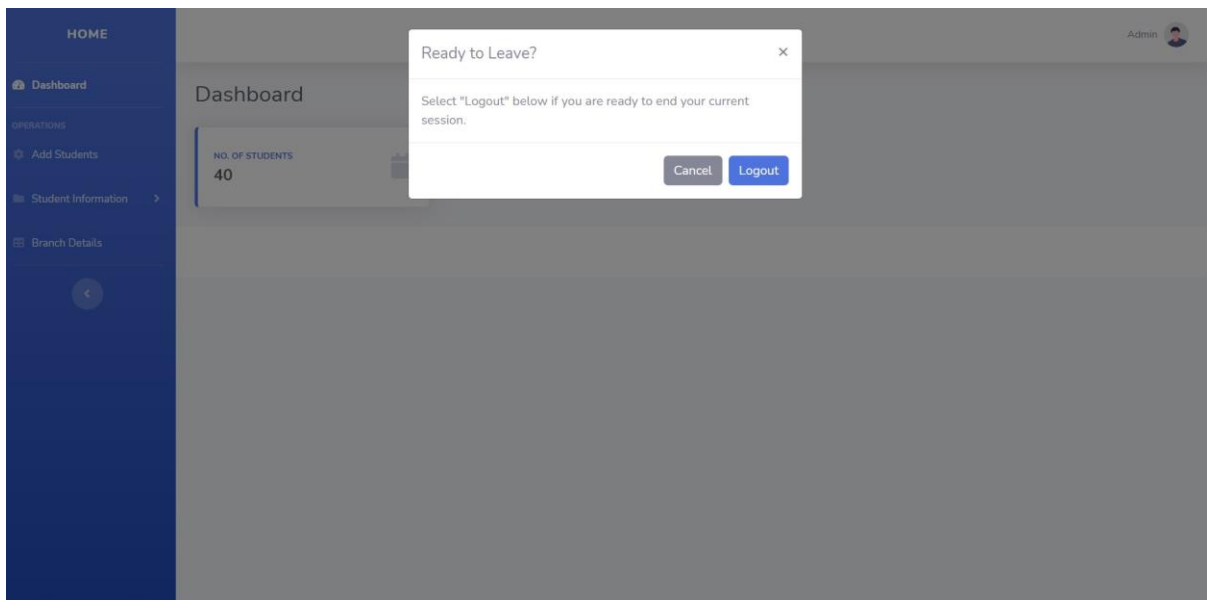 HOME
Admin
Dashboard
OPERATIONS
Add Students
Student Information
Branch Details
Dashboard
NO. OF STUDENTS
40
Ready to Leave?
Select "Logout" below if you are ready to end your current
session.
Cancel
Logout